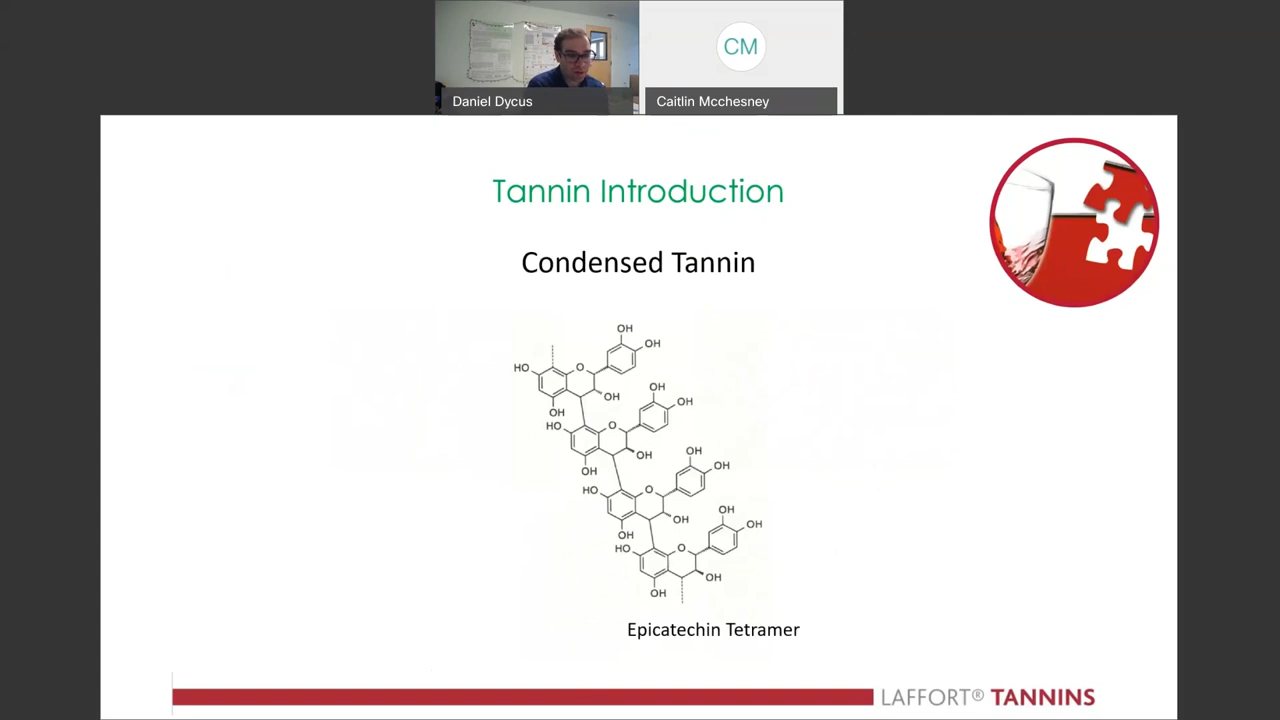 CM
Daniel Dycus
Caitlin Mcchesney
Tannin Introduction
Condensed Tannin
OH
OH
O
HO
OH
OH
OH
OH
HO
O
OH
OH
OH
OH
HO
O
OH
OH
OH
OH
HO
O
OH
OH
Epicatechin Tetramer
LAFFORT® TANNINS